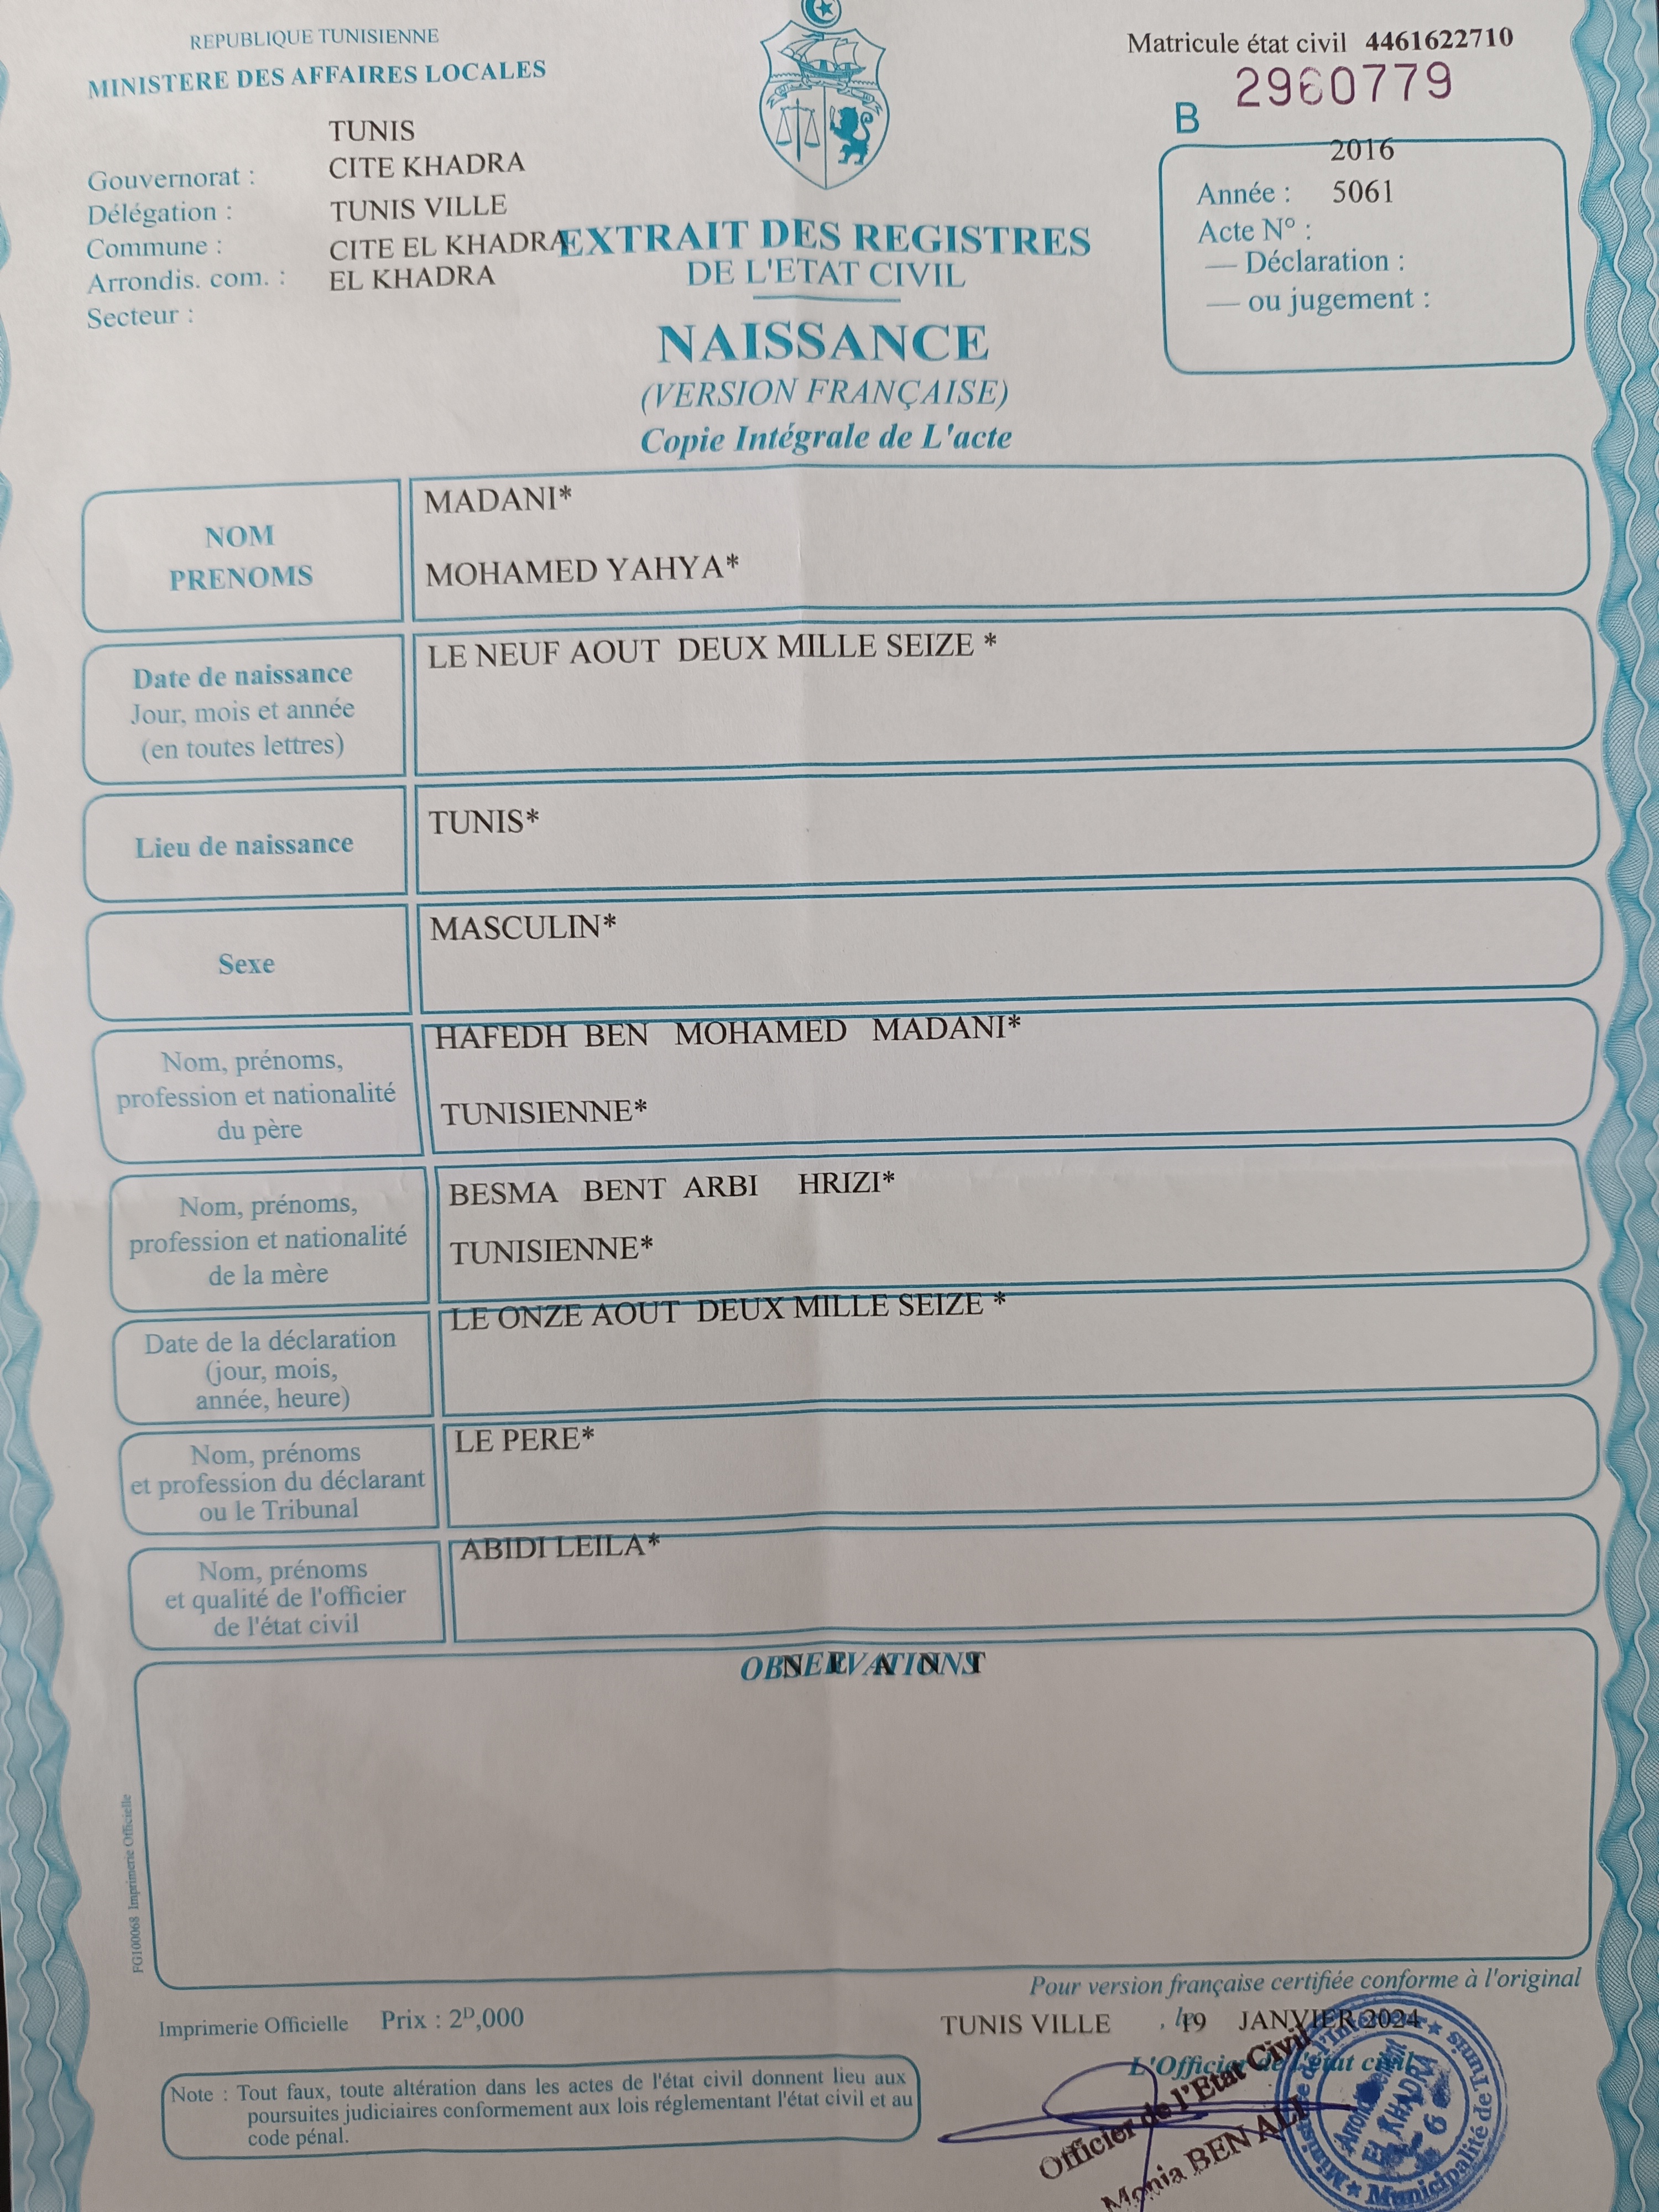 REPUBLIQUE TUNISIENNE
MINISTERE DES AFFAIRES LOCALES
Matricule état civil 4461622710
2960779
B
Gouvernorat : TUNIS
Délégation : CITE KHADRA
Commune : TUNIS VILLE
Arrondis. com. : CITE EL KHADRA
Secteur : EL KHADRA
2016
Année : 5061
Acte N° :
— Déclaration :
— ou jugement :
EXTRAIT DES REGISTRES
DE L'ETAT CIVIL
NAISSANCE
(VERSION FRANÇAISE)
Copie Intégrale de L'acte
NOM
PRENOMS
MADANI*
MOHAMED YAHYA*
Date de naissance
Jour, mois et année
(en toutes lettres)
LE NEUF AOUT DEUX MILLE SEIZE *
Lieu de naissance
TUNIS*
Sexe
MASCULIN*
Nom, prénoms,
profession et nationalité
du père
HAFEDH BEN MOHAMED MADANI*
TUNISIENNE*
Nom, prénoms,
profession et nationalité
de la mère
BESMA BENT ARBI HRIZI*
TUNISIENNE*
Date de la déclaration
(jour, mois,
année, heure)
LE ONZE AOUT DEUX MILLE SEIZE *
Nom, prénoms
et profession du déclarant
ou le Tribunal
LE PERE*
Nom, prénoms
et qualité de l'officier
de l'état civil
ABIDI LEILA*
OBSERVATIONS
N E A N T
FG100068 Imprimerie Officielle
Pour version française certifiée conforme à l'original
Imprimerie Officielle Prix : 2ᴰ,000
TUNIS VILLE , le 19 JANVIER 2024
L'Officier de l'état civil
Note : Tout faux, toute altération dans les actes de l'état civil donnent lieu aux
poursuites judiciaires conformement aux lois réglementant l'état civil et au
code pénal.
Officier de l'Etat Civil
Monia BEN ALI
Ministère de l'Intérieur
Municipalité de Tunis
Arrondissement
EL KHADRA
6